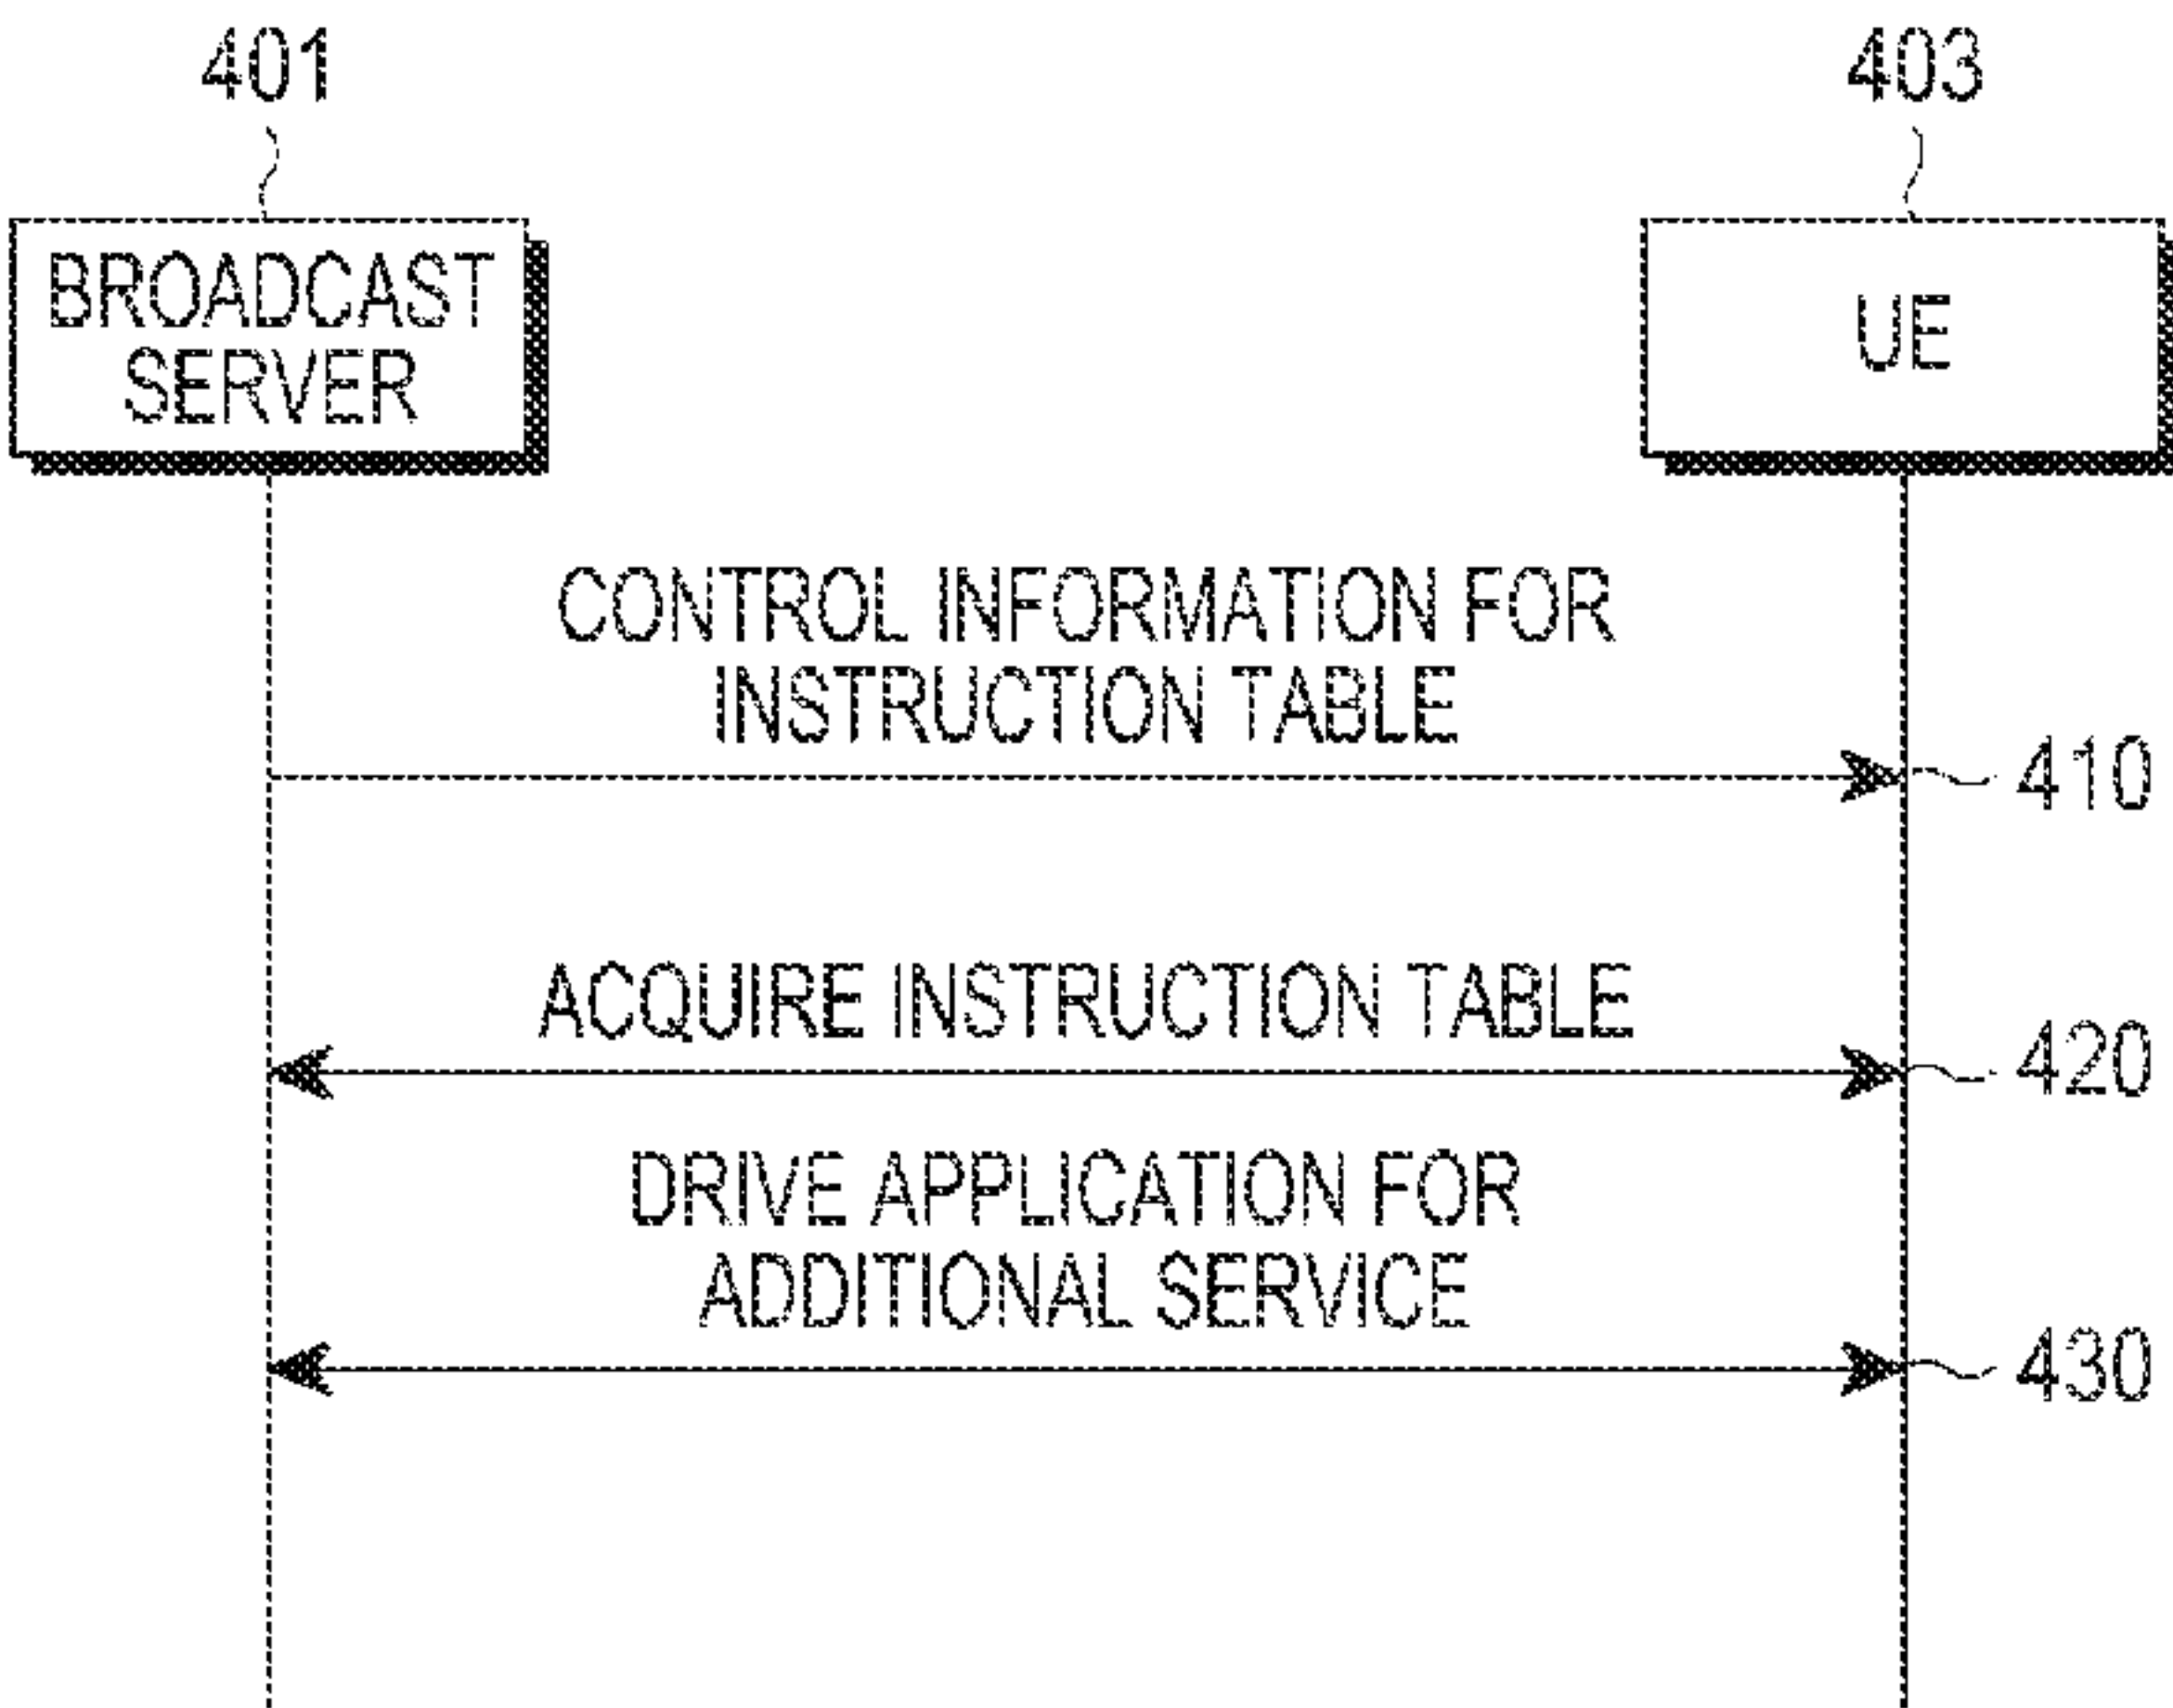 401
403
BROADCAST
SERVER
UE
CONTROL INFORMATION FOR
INSTRUCTION TABLE
410
ACQUIRE INSTRUCTION TABLE
420
DRIVE APPLICATION FOR
ADDITIONAL SERVICE
430